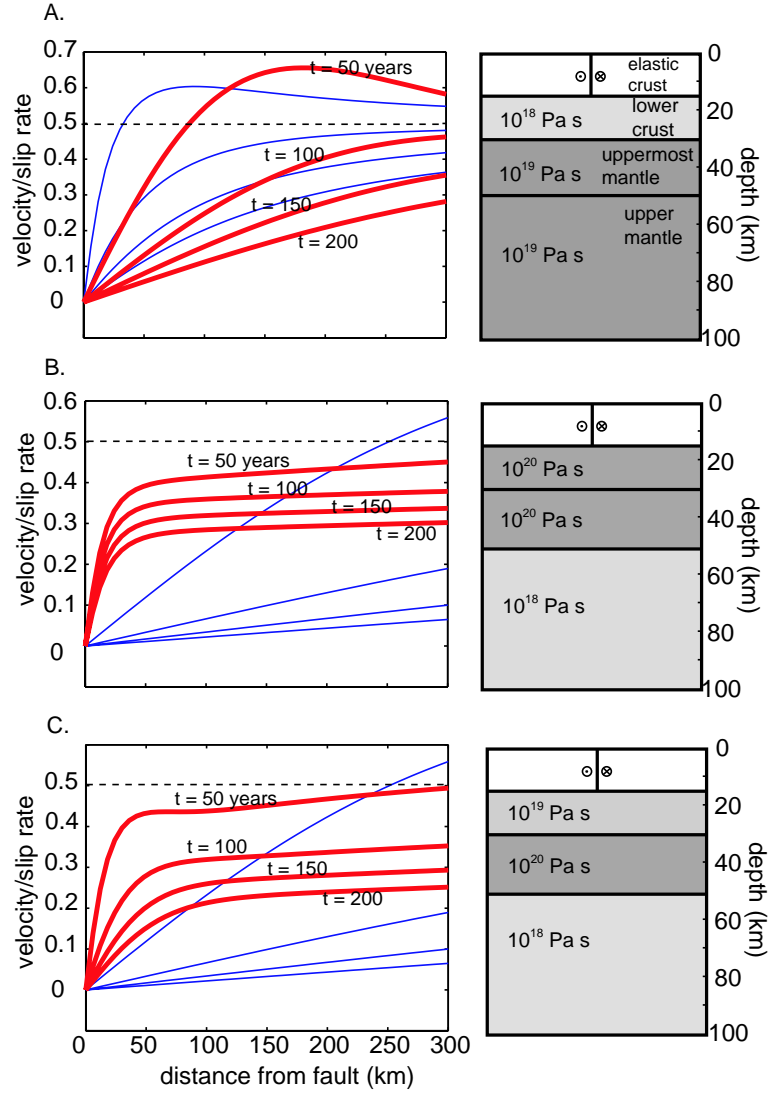 A.
0.7
0.6
0.5
0.4
0.3
0.2
0.1
0
velocity/slip rate
t = 50 years
t = 100
t = 150
t = 200
elastic crust
10^18 Pa s
lower crust
10^19 Pa s
uppermost mantle
10^19 Pa s
upper mantle
0
20
40
60
80
100
depth (km)
B.
0.6
0.5
0.4
0.3
0.2
0.1
0
velocity/slip rate
t = 50 years
t = 100
t = 150
t = 200
10^20 Pa s
10^20 Pa s
10^18 Pa s
0
20
40
60
80
100
depth (km)
C.
0.5
0.4
0.3
0.2
0.1
0
velocity/slip rate
t = 50 years
t = 100
t = 150
t = 200
0 50 100 150 200 250 300
distance from fault (km)
10^19 Pa s
10^20 Pa s
10^18 Pa s
0
20
40
60
80
100
depth (km)